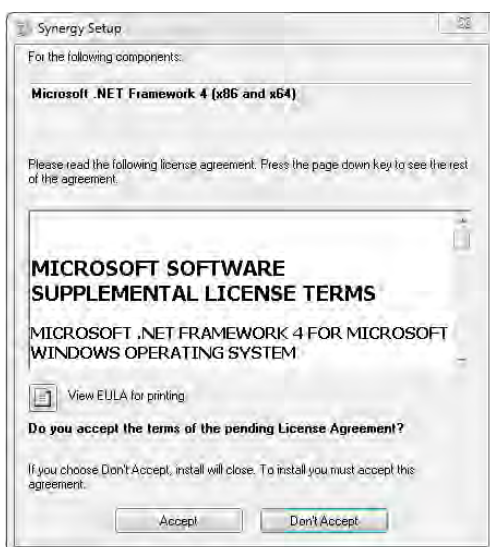 Synergy Setup
For the following components:
Microsoft .NET Framework 4 (x86 and x64)
Please read the following license agreement. Press the page down key to see the rest
of the agreement.
MICROSOFT SOFTWARE
SUPPLEMENTAL LICENSE TERMS
MICROSOFT .NET FRAMEWORK 4 FOR MICROSOFT
WINDOWS OPERATING SYSTEM
View EULA for printing
Do you accept the terms of the pending License Agreement?
If you choose Don't Accept, install will close. To install you must accept this
agreement.
Accept
Don't Accept